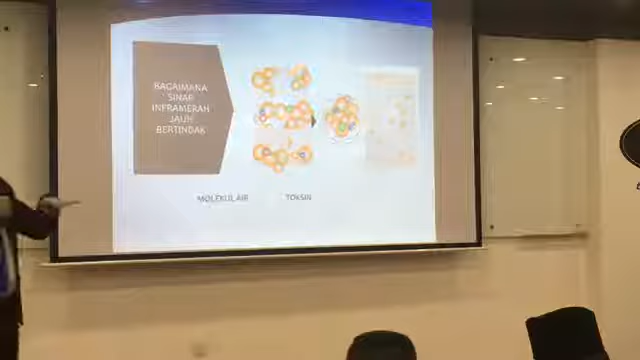 BAGAIMANA
SINAR
INFRAMERAH
JAUH
BERTINDAK
MOLEKUL AIR TOKSIN